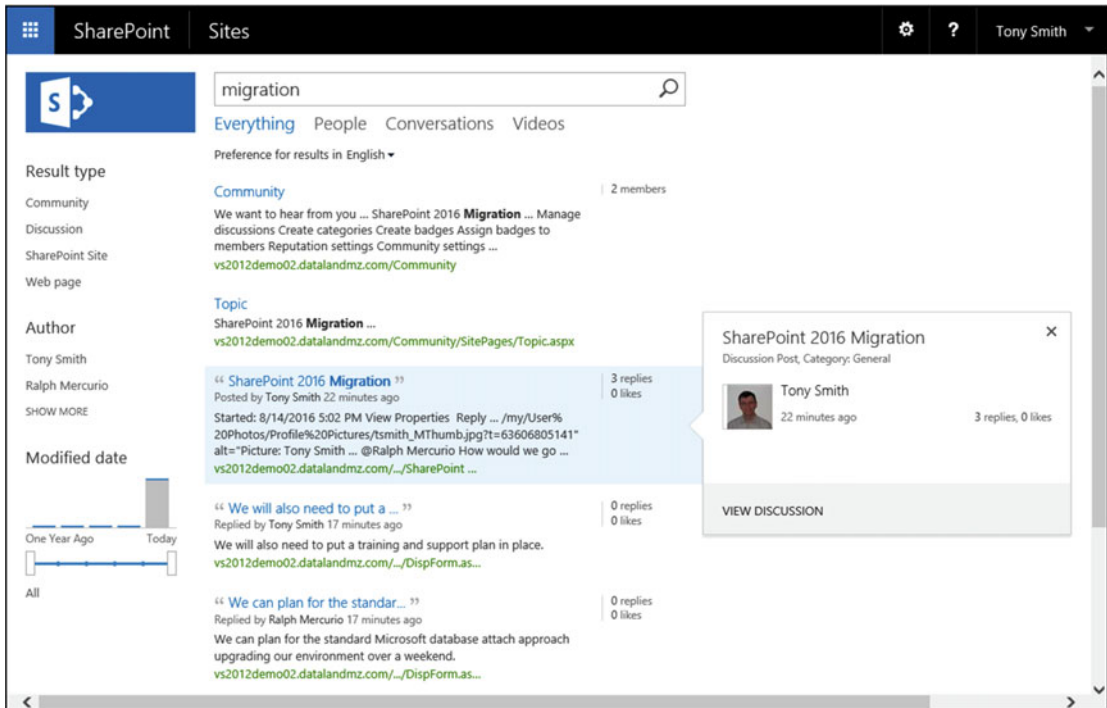 SharePoint
Sites
?
Tony Smith
S
migration
Everything People Conversations Videos
Preference for results in English
Result type
Community
Discussion
SharePoint Site
Web page
Author
Tony Smith
Ralph Mercurio
SHOW MORE
Modified date
One Year Ago Today
All
Community
2 members
We want to hear from you ... SharePoint 2016 Migration ... Manage
discussions Create categories Create badges Assign badges to
members Reputation settings Community settings ...
vs2012demo02.datalandmz.com/Community
Topic
SharePoint 2016 Migration ...
vs2012demo02.datalandmz.com/Community/SitePages/Topic.aspx
“ SharePoint 2016 Migration ”
3 replies
Posted by Tony Smith 22 minutes ago
0 likes
Started: 8/14/2016 5:02 PM View Properties Reply ... /my/User%
20Photos/Profile%20Pictures/tsmith_MThumb.jpg?t=63606805141"
alt="Picture: Tony Smith ... @Ralph Mercurio How would we go ...
vs2012demo02.datalandmz.com/.../SharePoint ...
“ We will also need to put a ... ”
0 replies
Replied by Tony Smith 17 minutes ago
0 likes
We will also need to put a training and support plan in place.
vs2012demo02.datalandmz.com/.../DispForm.as...
“ We can plan for the standar... ”
0 replies
Replied by Ralph Mercurio 17 minutes ago
0 likes
We can plan for the standard Microsoft database attach approach
upgrading our environment over a weekend.
vs2012demo02.datalandmz.com/.../DispForm.as...
SharePoint 2016 Migration
Discussion Post, Category: General
Tony Smith
22 minutes ago
3 replies, 0 likes
VIEW DISCUSSION